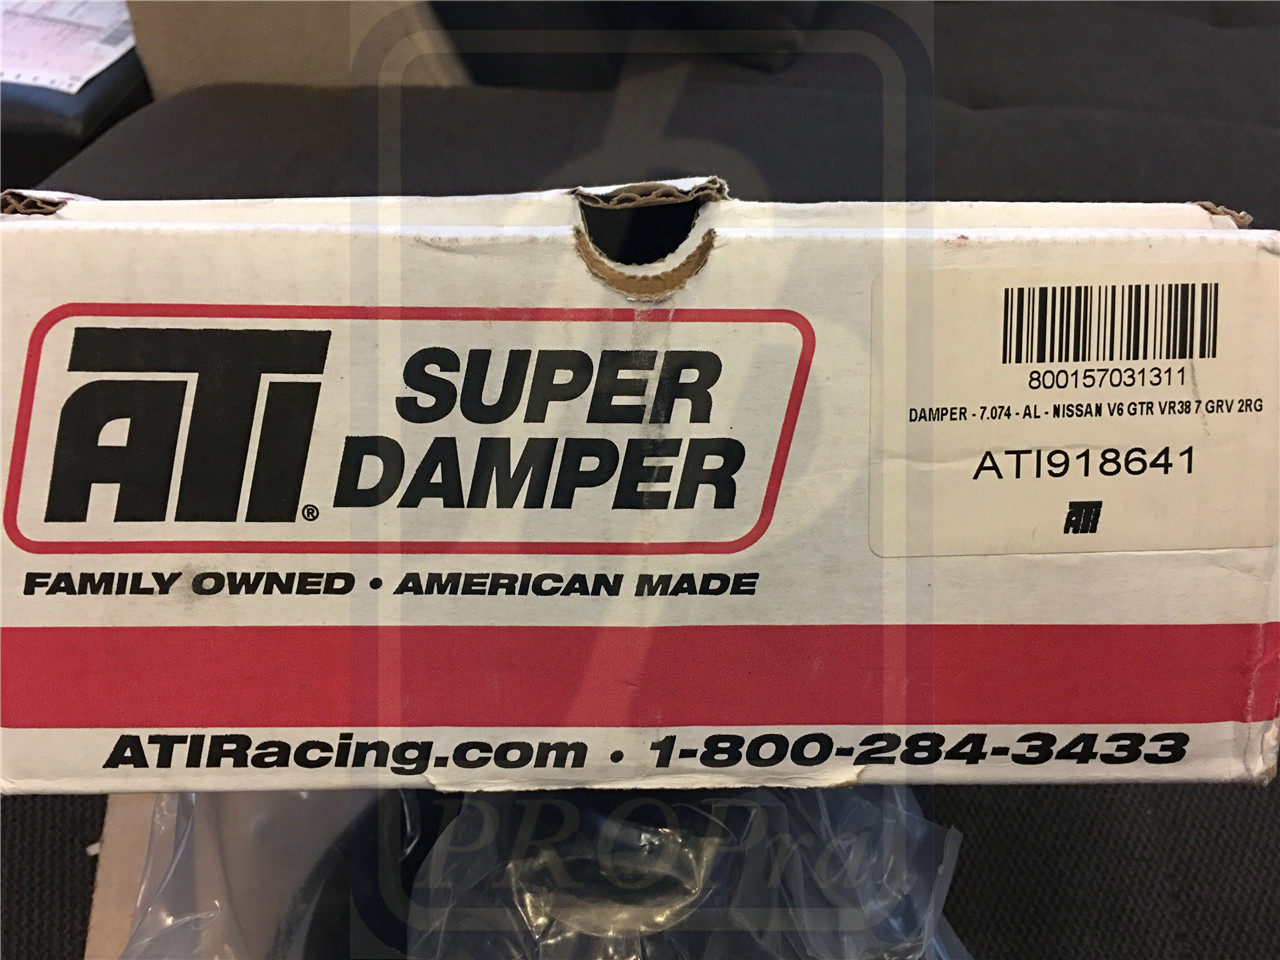 ATI®
SUPER
DAMPER
FAMILY OWNED • AMERICAN MADE
800157031311
DAMPER - 7.074 - AL - NISSAN V6 GTR VR38 7 GRV 2RG
ATI918641
ATI
ATIRacing.com • 1-800-284-3433
PROPra